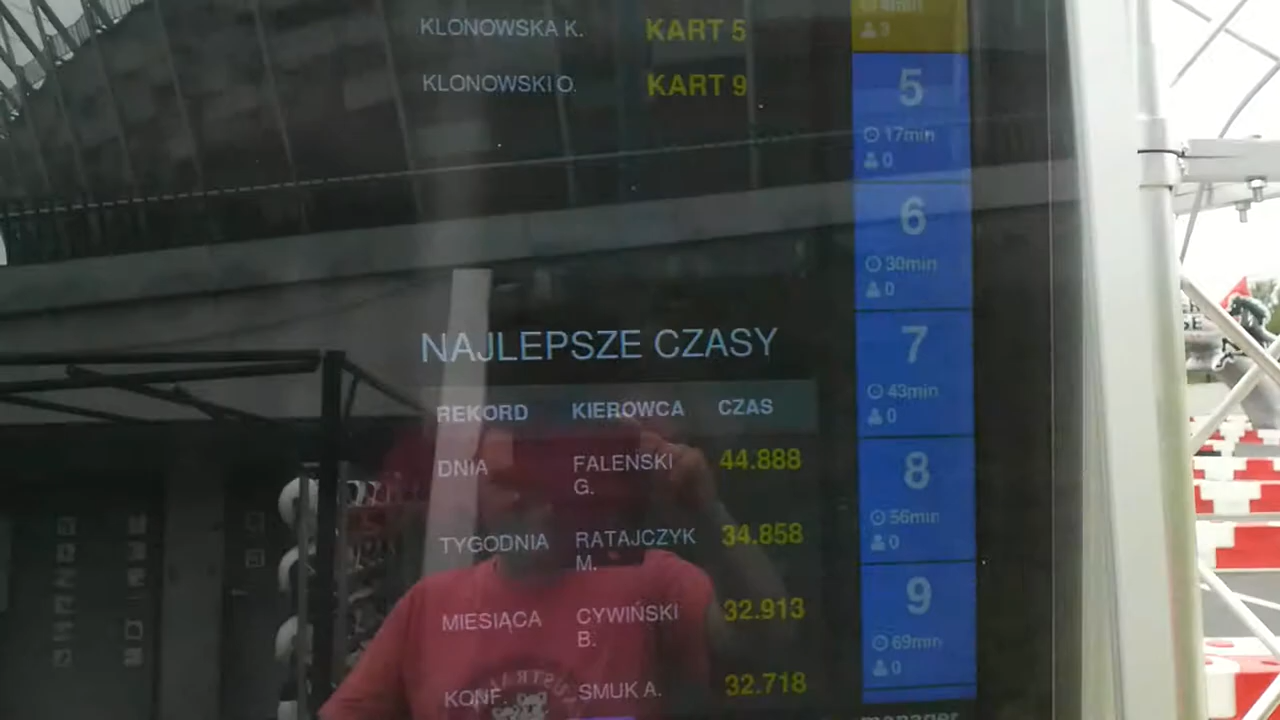 KLONOWSKA K. KART 5
KLONOWSKI O. KART 9
3
5
17min
0
6
30min
0
7
43min
0
8
56min
0
9
69min
0
NAJLEPSZE CZASY
REKORD KIEROWCA CZAS
DNIA FALENSKI G. 44.888
TYGODNIA RATAJCZYK M. 34.858
MIESIĄCA CYWIŃSKI B. 32.913
KONF. SMUK A. 32.718
manager